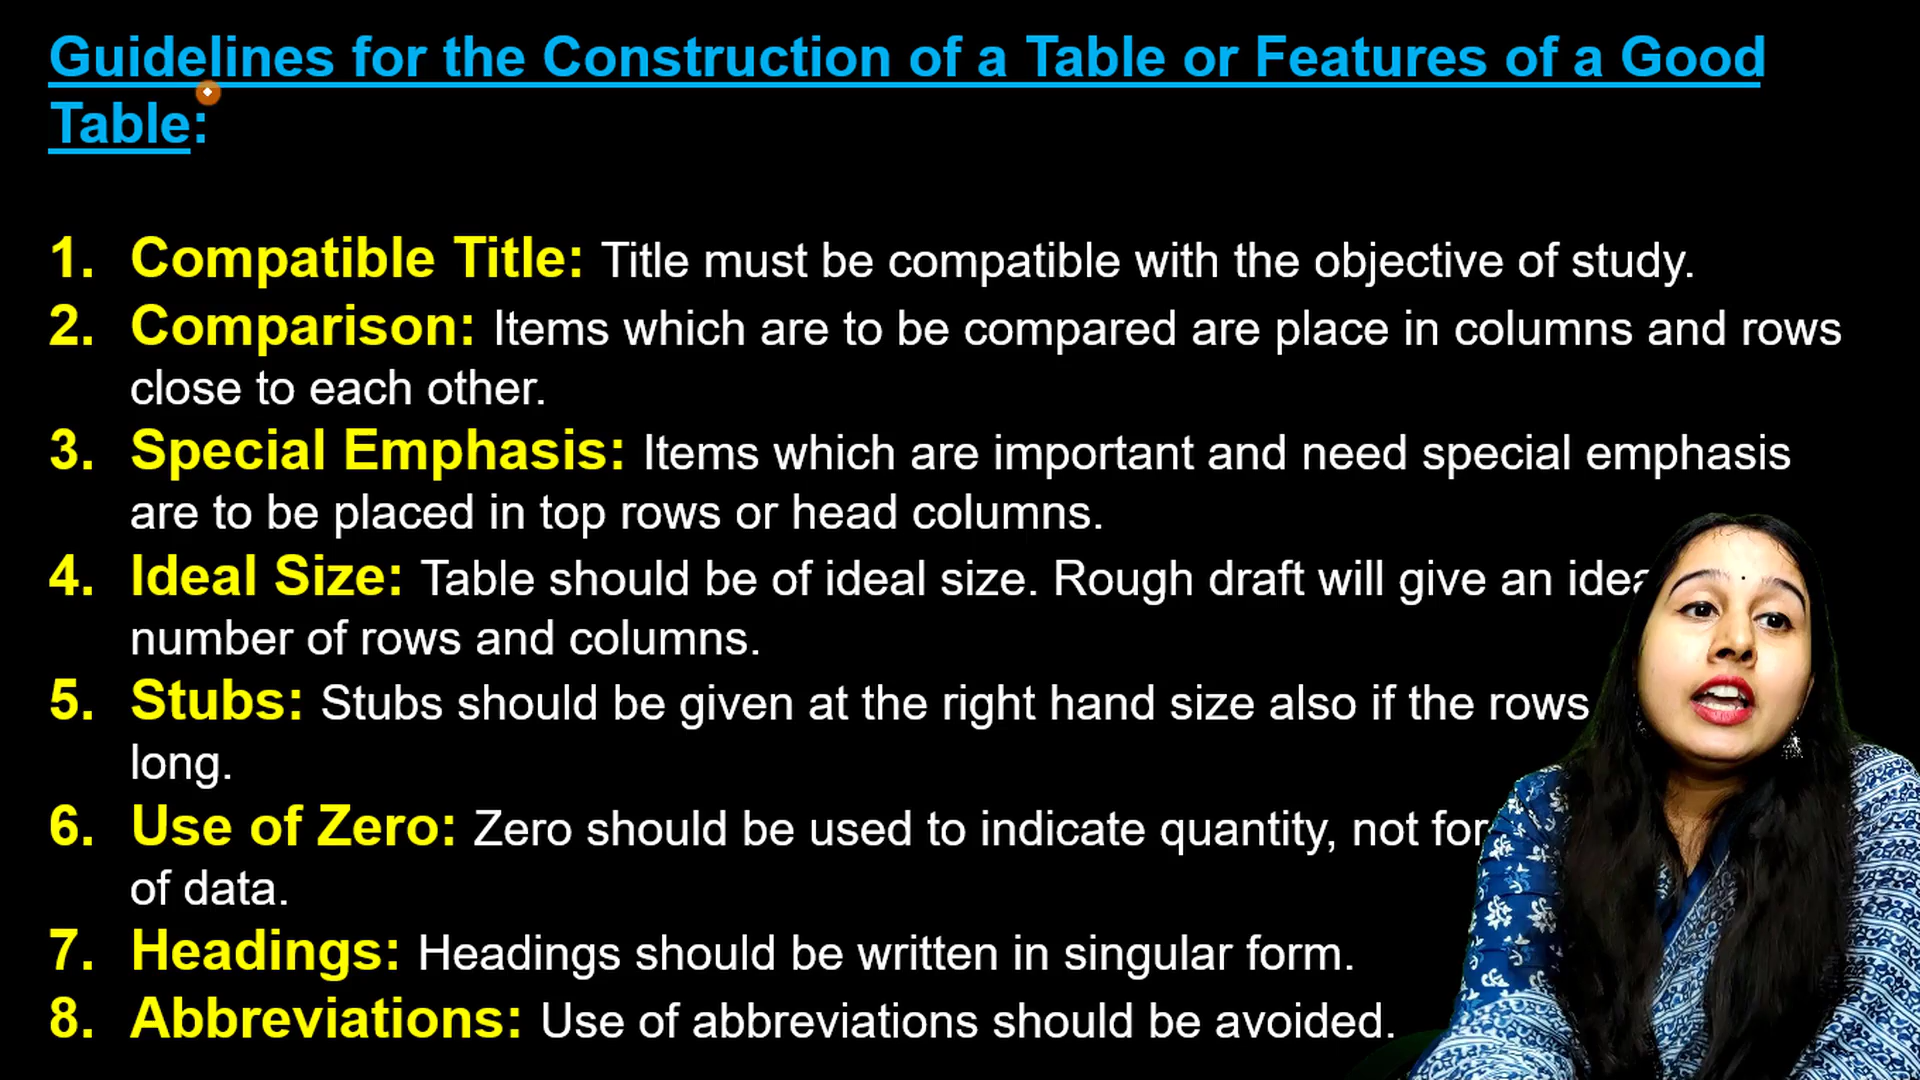 Guidelines for the Construction of a Table or Features of a Good
Table:
1. Compatible Title: Title must be compatible with the objective of study.
2. Comparison: Items which are to be compared are place in columns and rows
close to each other.
3. Special Emphasis: Items which are important and need special emphasis
are to be placed in top rows or head columns.
4. Ideal Size: Table should be of ideal size. Rough draft will give an
number of rows and columns.
5. Stubs: Stubs should be given at the right hand size also if the rows
long.
6. Use of Zero: Zero should be used to indicate quantity, not for
of data.
7. Headings: Headings should be written in singular form.
8. Abbreviations: Use of abbreviations should be avoided.